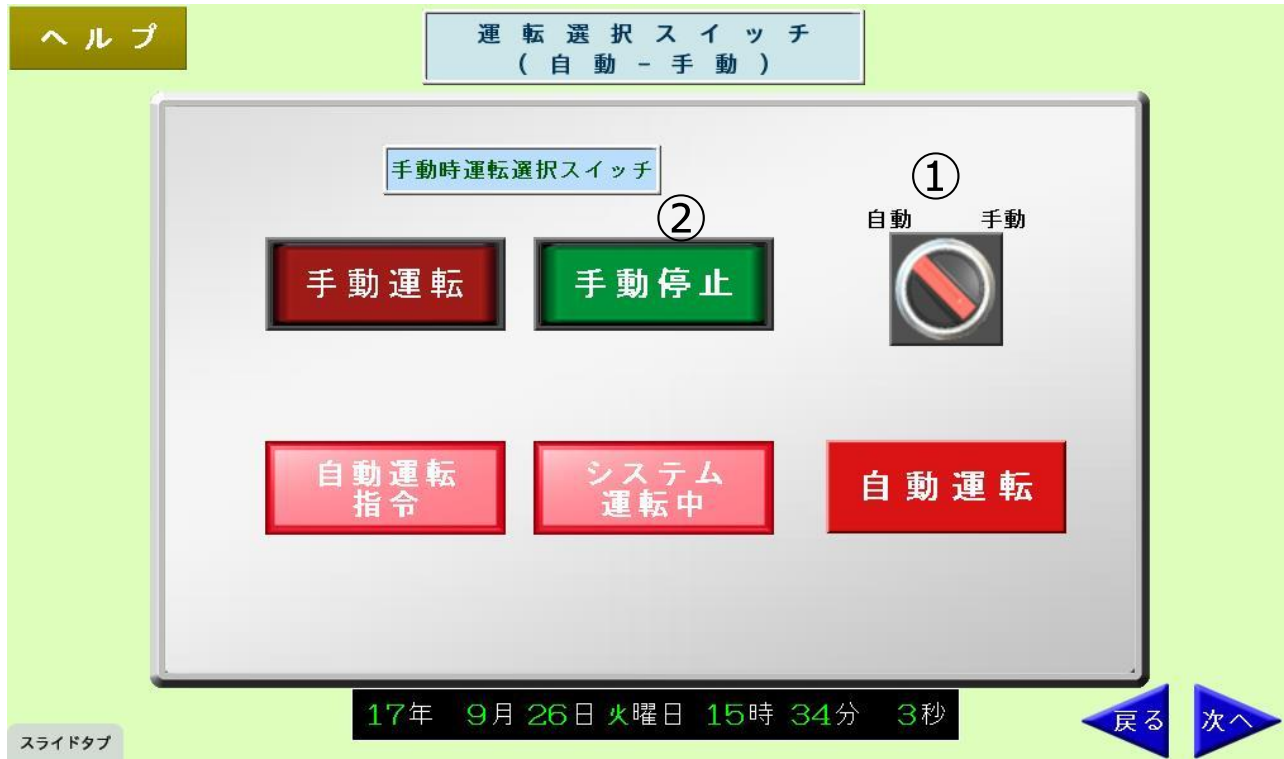 ヘルプ
運転選択スイッチ
(自動-手動)
手動時運転選択スイッチ
①
②
自動 手動
手動運転
手動停止
自動運転
指令
システム
運転中
自動運転
17年 9月26日火曜日 15時34分 3秒
戻る
次へ
スライドタブ